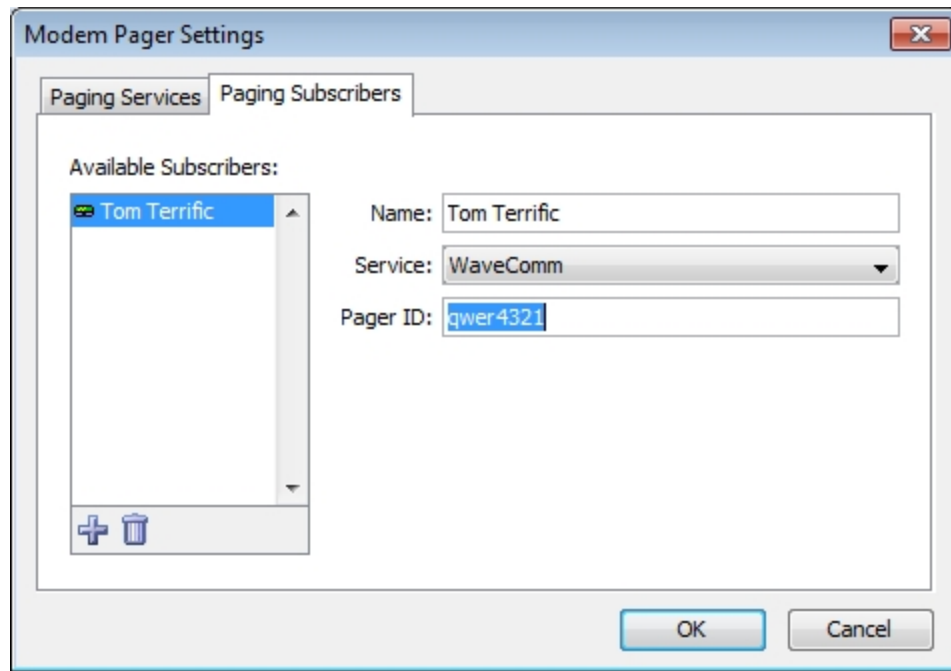 Modem Pager Settings
Paging Services
Paging Subscribers
Available Subscribers:
Tom Terrific
Name: Tom Terrific
Service: WaveComm
Pager ID: qwer4321
OK
Cancel